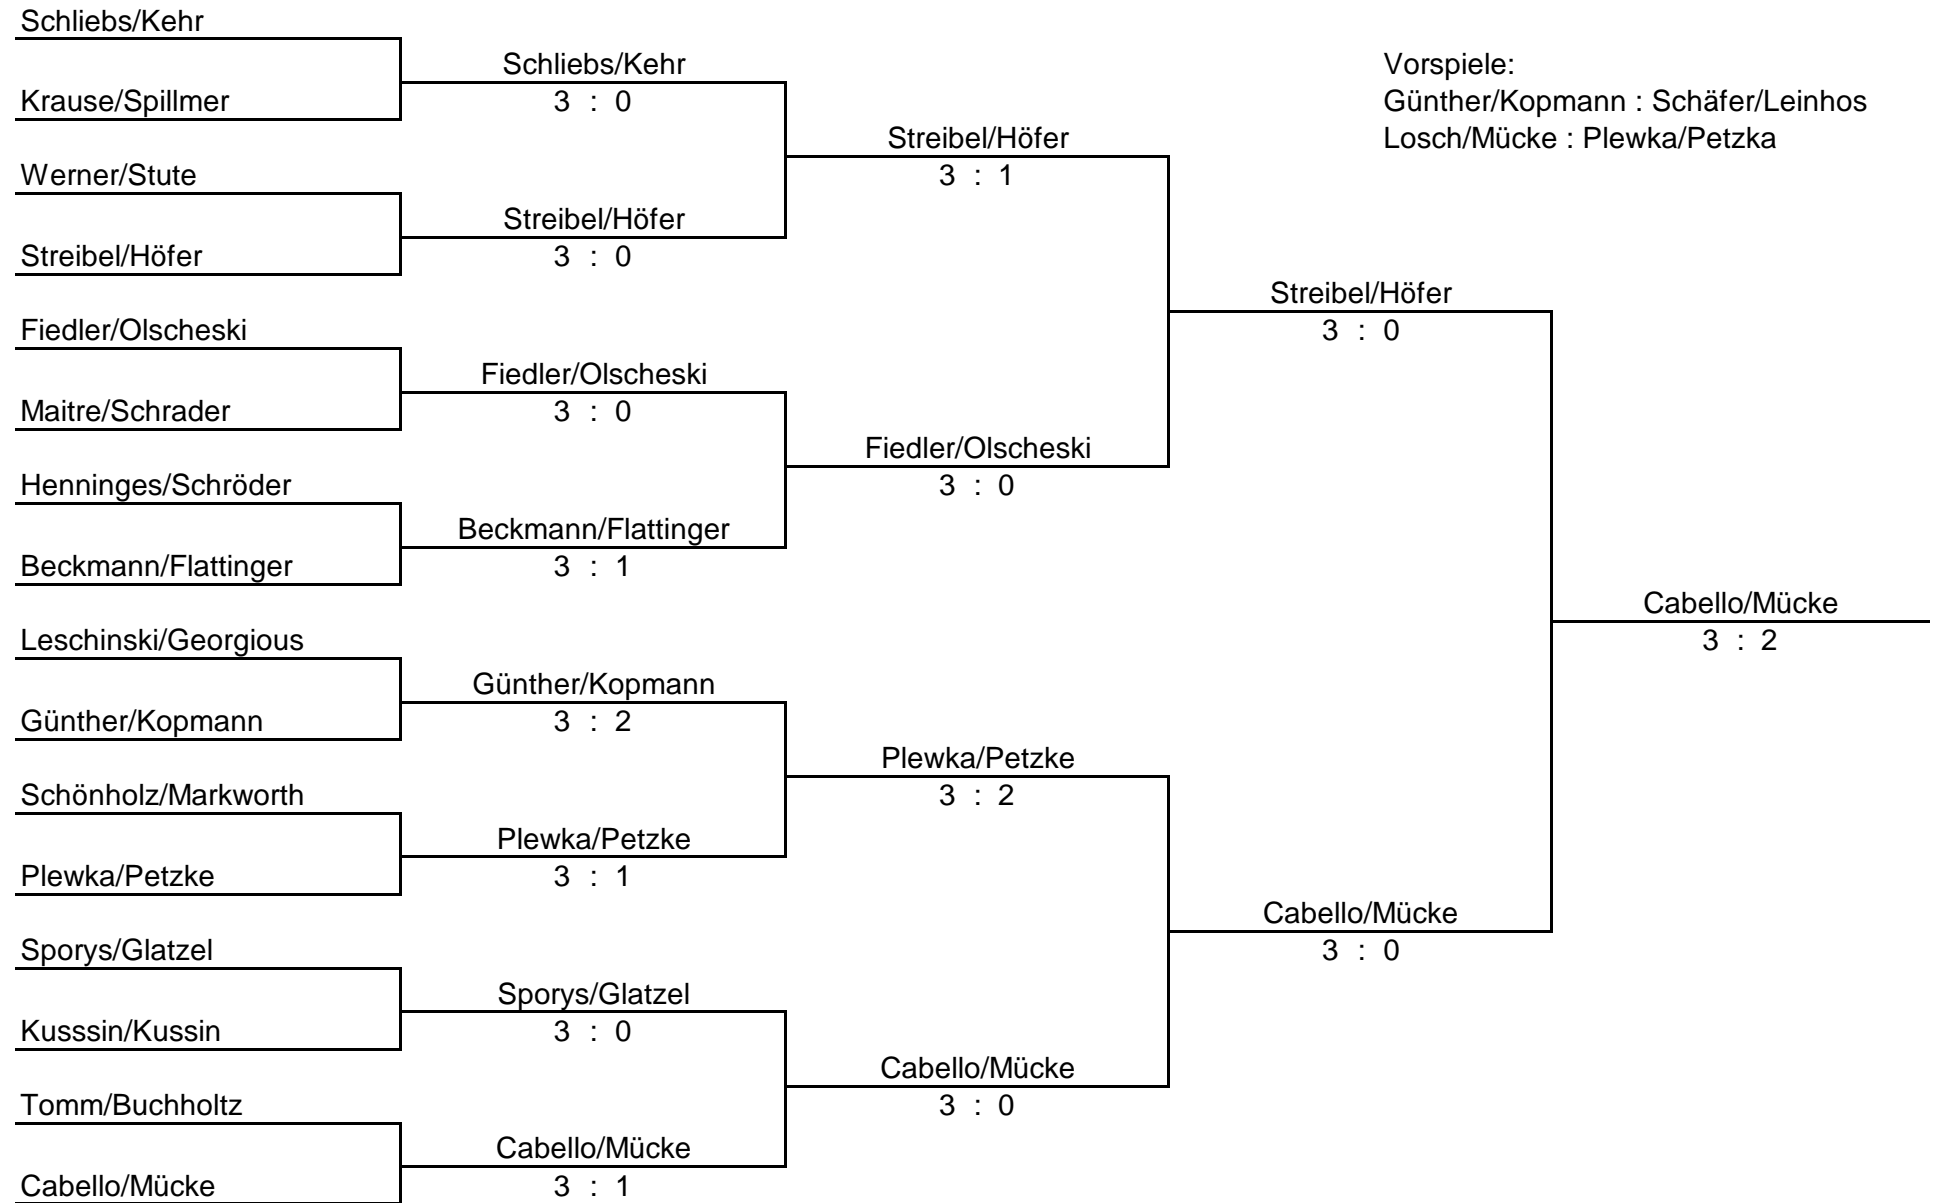 Schliebs/Kehr
Schliebs/Kehr
Vorspiele:
Krause/Spillmer
3 : 0
Günther/Kopmann : Schäfer/Leinhos
Streibel/Höfer
Losch/Mücke : Plewka/Petzka
Werner/Stute
3 : 1
Streibel/Höfer
Streibel/Höfer
3 : 0
Streibel/Höfer
Fiedler/Olscheski
3 : 0
Fiedler/Olscheski
Maitre/Schrader
3 : 0
Fiedler/Olscheski
Henninges/Schröder
3 : 0
Beckmann/Flattinger
Beckmann/Flattinger
3 : 1
Cabello/Mücke
Leschinski/Georgious
3 : 2
Günther/Kopmann
Günther/Kopmann
3 : 2
Plewka/Petzke
Schönholz/Markworth
3 : 2
Plewka/Petzke
Plewka/Petzke
3 : 1
Cabello/Mücke
Sporys/Glatzel
3 : 0
Sporys/Glatzel
Kusssin/Kussin
3 : 0
Cabello/Mücke
Tomm/Buchholtz
3 : 0
Cabello/Mücke
Cabello/Mücke
3 : 1